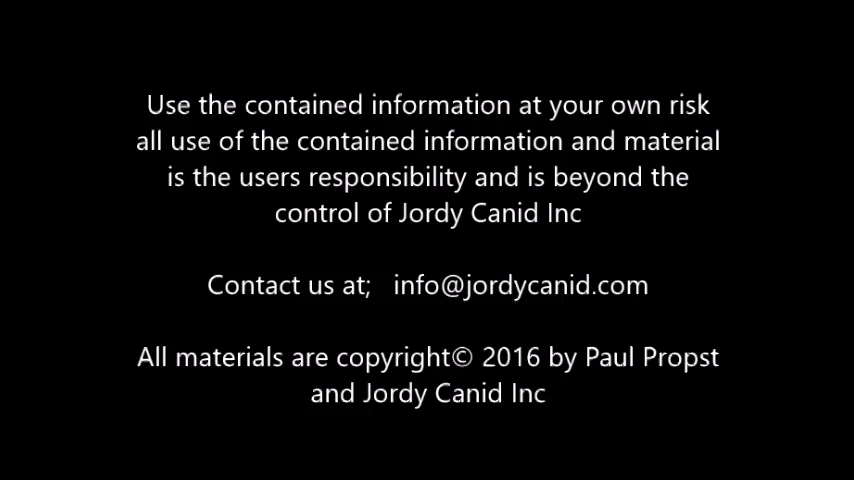 Use the contained information at your own risk
all use of the contained information and material
is the users responsibility and is beyond the
control of Jordy Canid Inc
Contact us at;   info@jordycanid.com
All materials are copyright© 2016 by Paul Propst
and Jordy Canid Inc